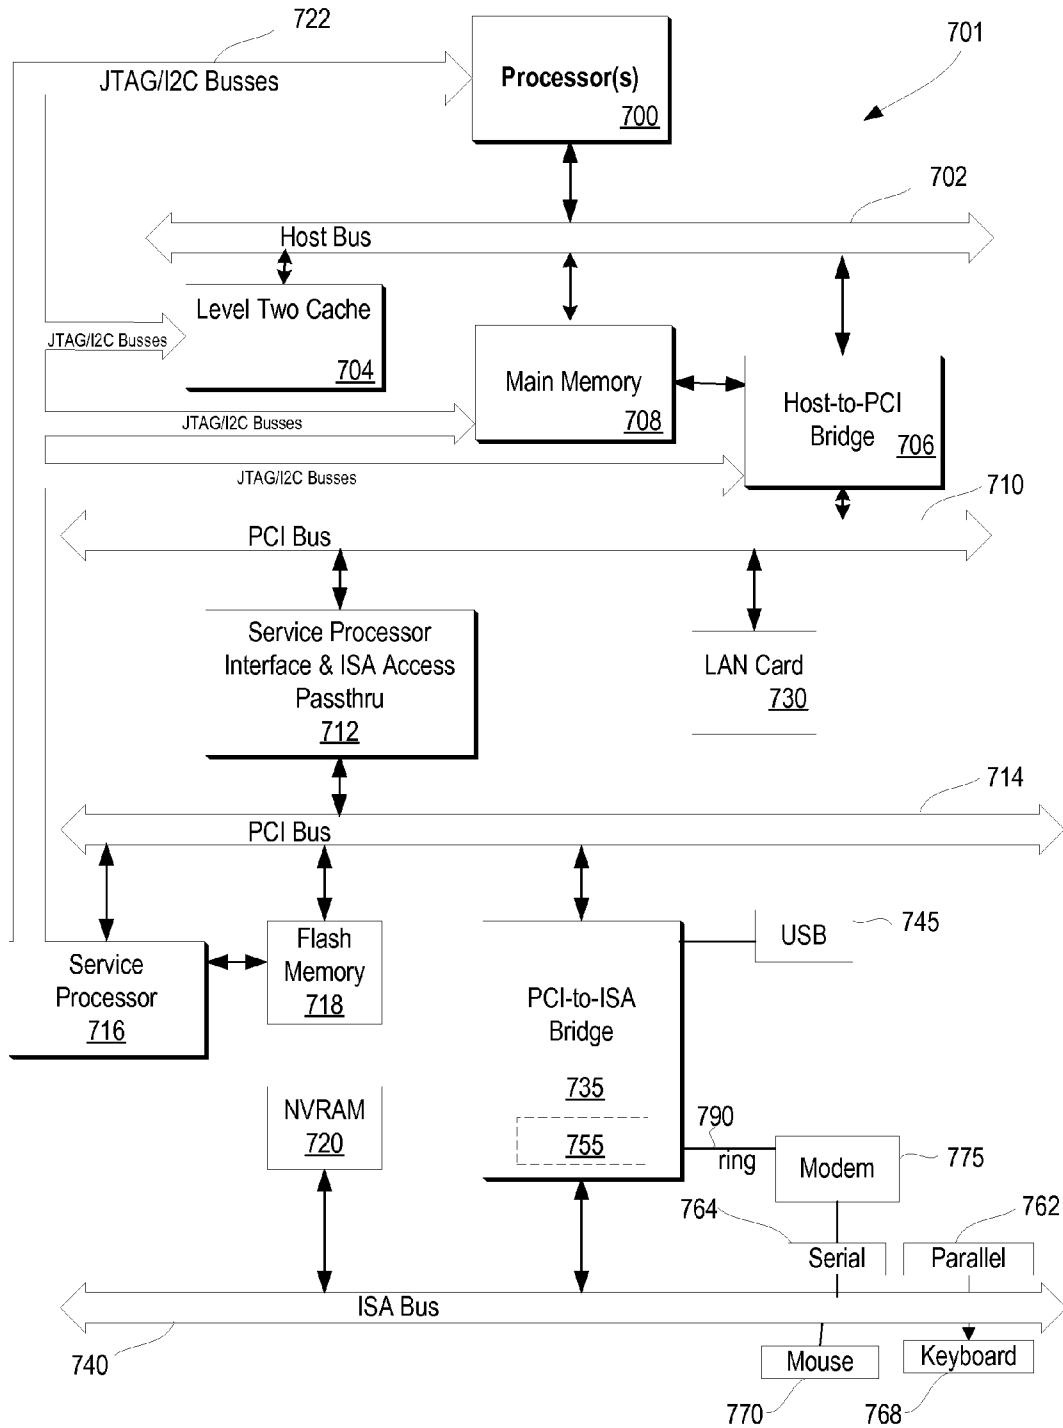 722
701
JTAG/I2C Busses
Processor(s)
700
702
Host Bus
Level Two Cache
704
JTAG/I2C Busses
Main Memory
708
Host-to-PCI
Bridge
706
JTAG/I2C Busses
JTAG/I2C Busses
710
PCI Bus
Service Processor
Interface & ISA Access
Passthru
712
LAN Card
730
714
PCI Bus
Service
Processor
716
Flash
Memory
718
PCI-to-ISA
Bridge
735
755
USB
745
NVRAM
720
790
ring
Modem
775
764
762
Serial
Parallel
ISA Bus
740
Mouse
Keyboard
770
768